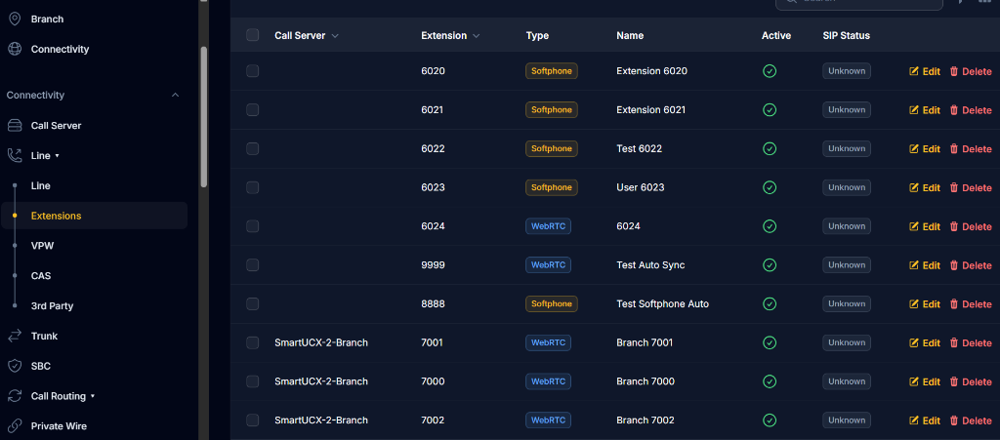 Branch
Connectivity
Connectivity
Call Server
Line
Line
Extensions
VPW
CAS
3rd Party
Trunk
SBC
Call Routing
Private Wire
Call Server Extension Type Name Active SIP Status
6020 Softphone Extension 6020 Unknown Edit Delete
6021 Softphone Extension 6021 Unknown Edit Delete
6022 Softphone Test 6022 Unknown Edit Delete
6023 Softphone User 6023 Unknown Edit Delete
6024 WebRTC 6024 Unknown Edit Delete
9999 WebRTC Test Auto Sync Unknown Edit Delete
8888 Softphone Test Softphone Auto Unknown Edit Delete
SmartUCX-2-Branch 7001 WebRTC Branch 7001 Unknown Edit Delete
SmartUCX-2-Branch 7000 WebRTC Branch 7000 Unknown Edit Delete
SmartUCX-2-Branch 7002 WebRTC Branch 7002 Unknown Edit Delete